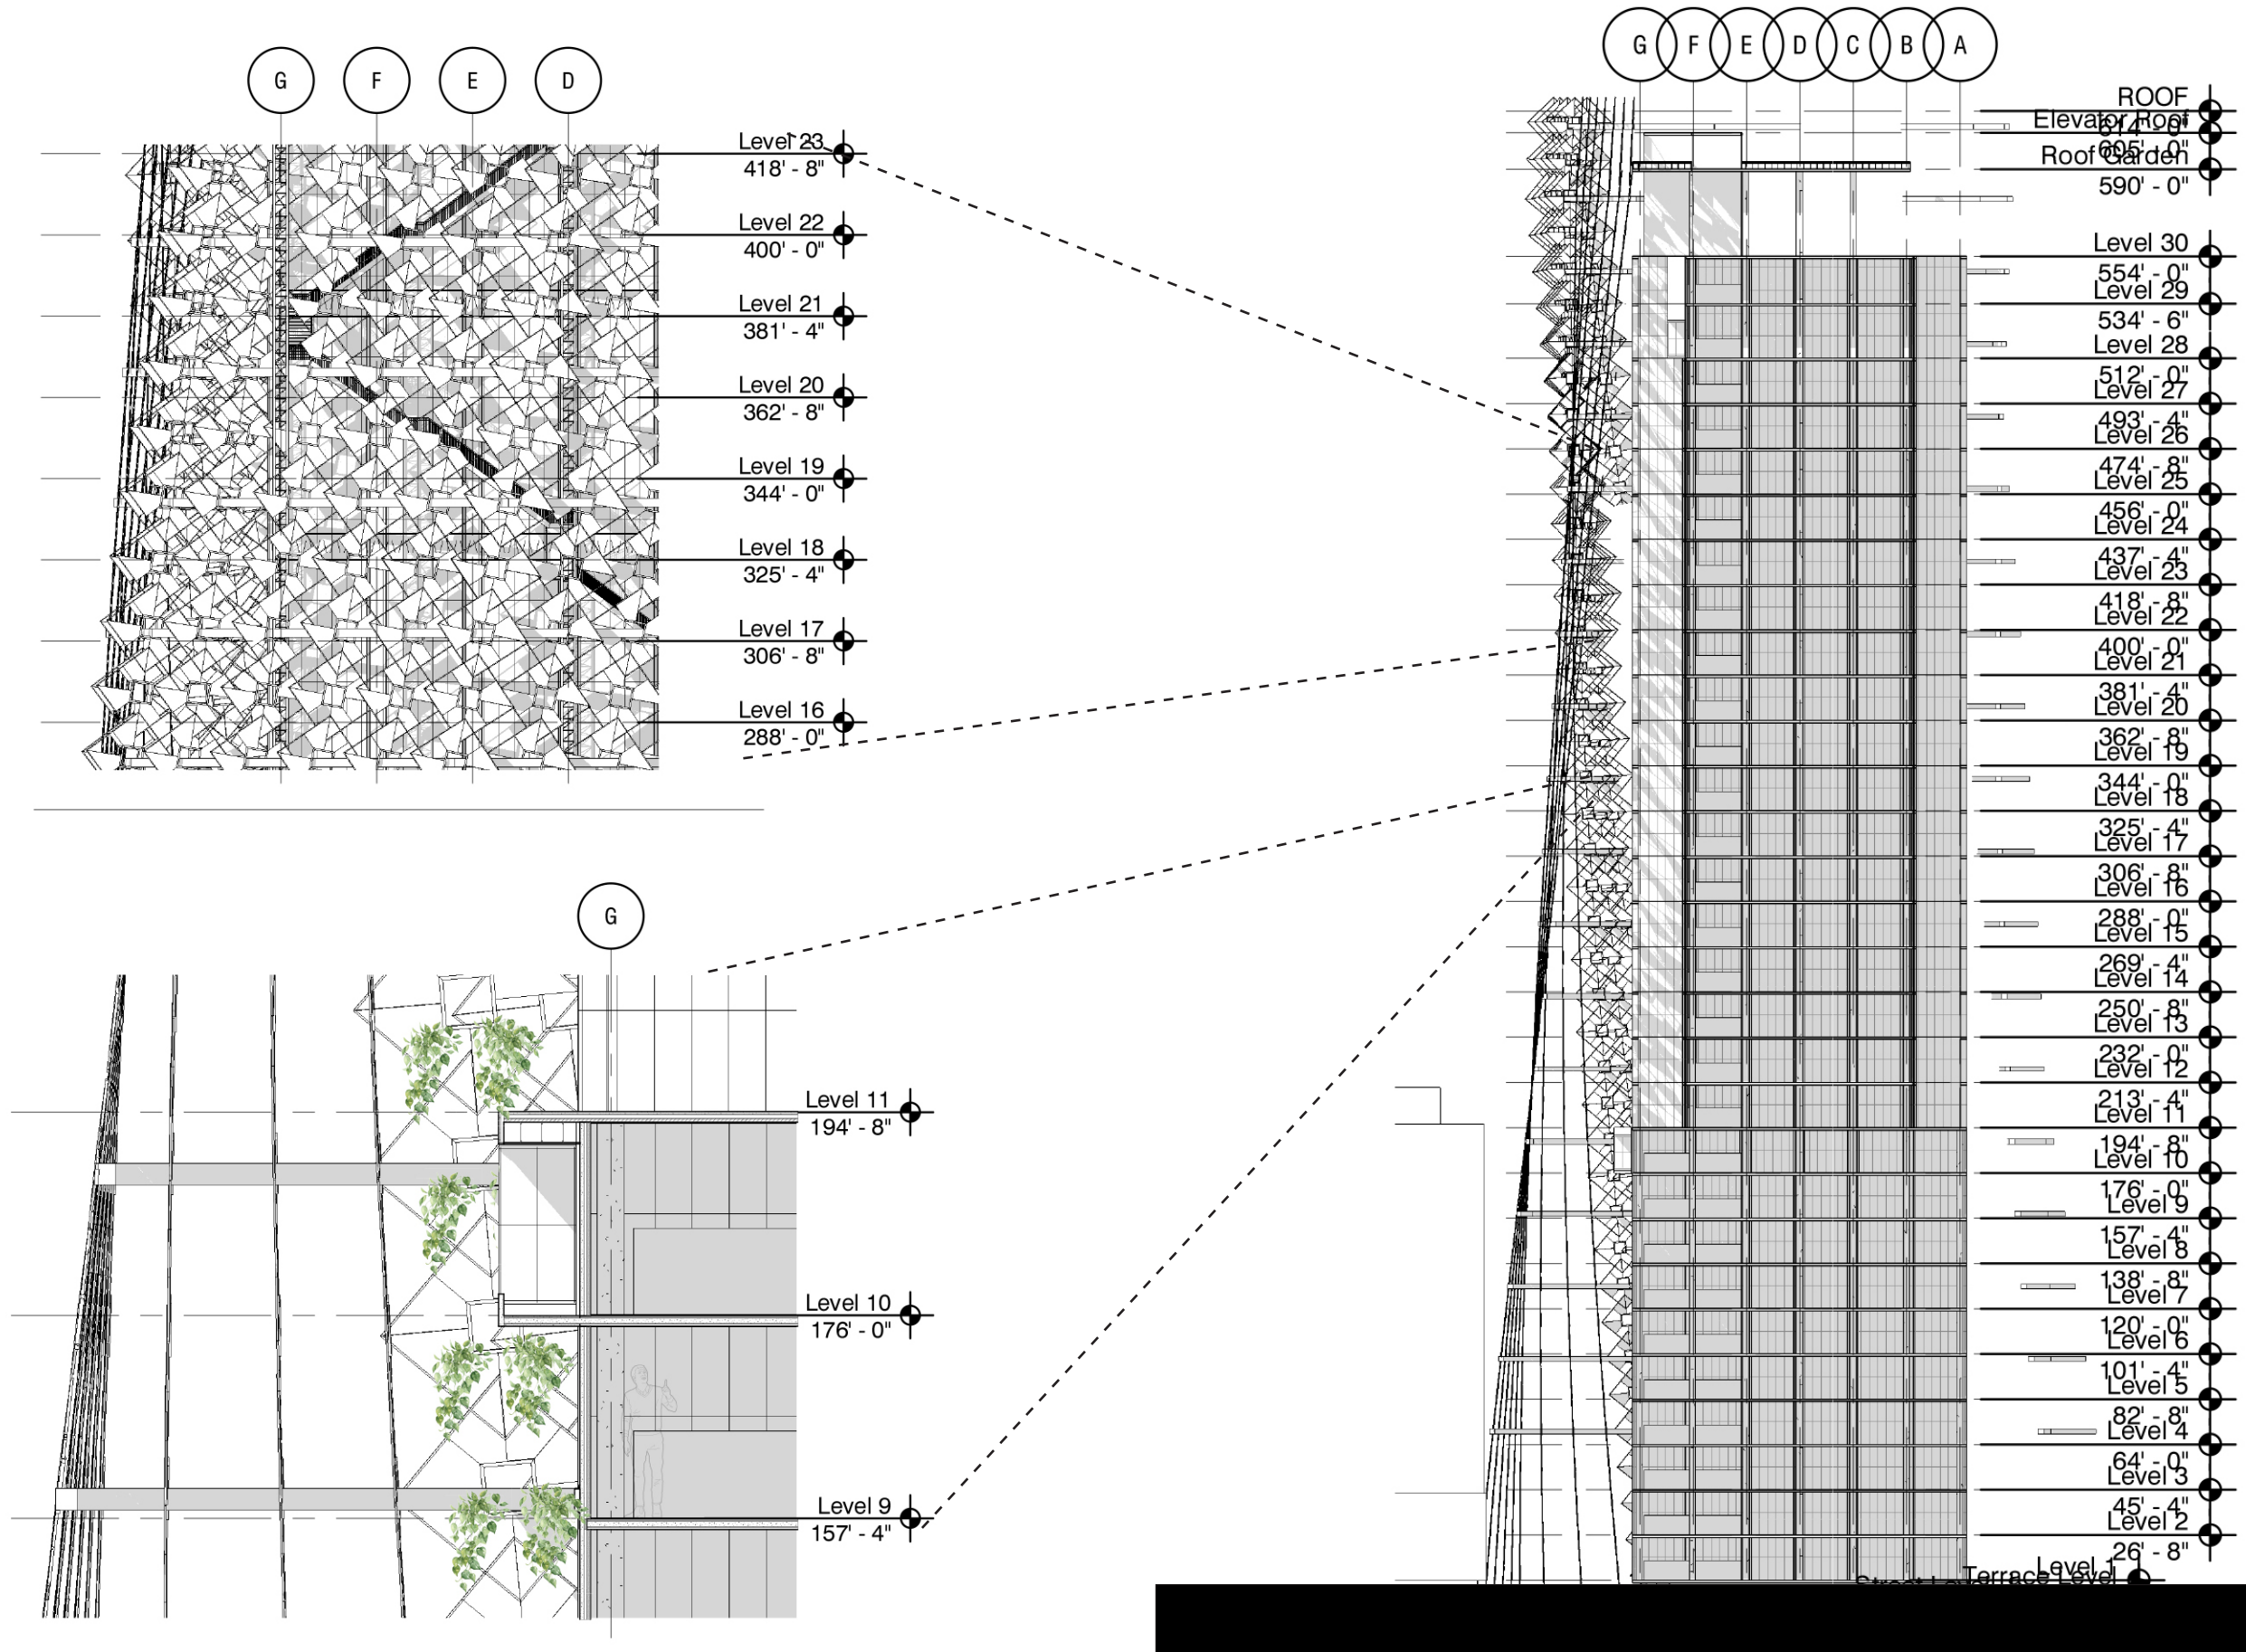 G F E D
Level 23
418' - 8"
Level 22
400' - 0"
Level 21
381' - 4"
Level 20
362' - 8"
Level 19
344' - 0"
Level 18
325' - 4"
Level 17
306' - 8"
Level 16
288' - 0"
G
Level 11
194' - 8"
Level 10
176' - 0"
Level 9
157' - 4"
G F E D C B A
ROOF
614' - 0"
Elevator Roof
605' - 0"
Roof Garden
590' - 0"
Level 30
554' - 0"
Level 29
534' - 6"
Level 28
512' - 0"
Level 27
493' - 4"
Level 26
474' - 8"
Level 25
456' - 0"
Level 24
437' - 4"
Level 23
418' - 8"
Level 22
400' - 0"
Level 21
381' - 4"
Level 20
362' - 8"
Level 19
344' - 0"
Level 18
325' - 4"
Level 17
306' - 8"
Level 16
288' - 0"
Level 15
269' - 4"
Level 14
250' - 8"
Level 13
232' - 0"
Level 12
213' - 4"
Level 11
194' - 8"
Level 10
176' - 0"
Level 9
157' - 4"
Level 8
138' - 8"
Level 7
120' - 0"
Level 6
101' - 4"
Level 5
82' - 8"
Level 4
64' - 0"
Level 3
45' - 4"
Level 2
26' - 8"
Level 1
Terrace Level
Street